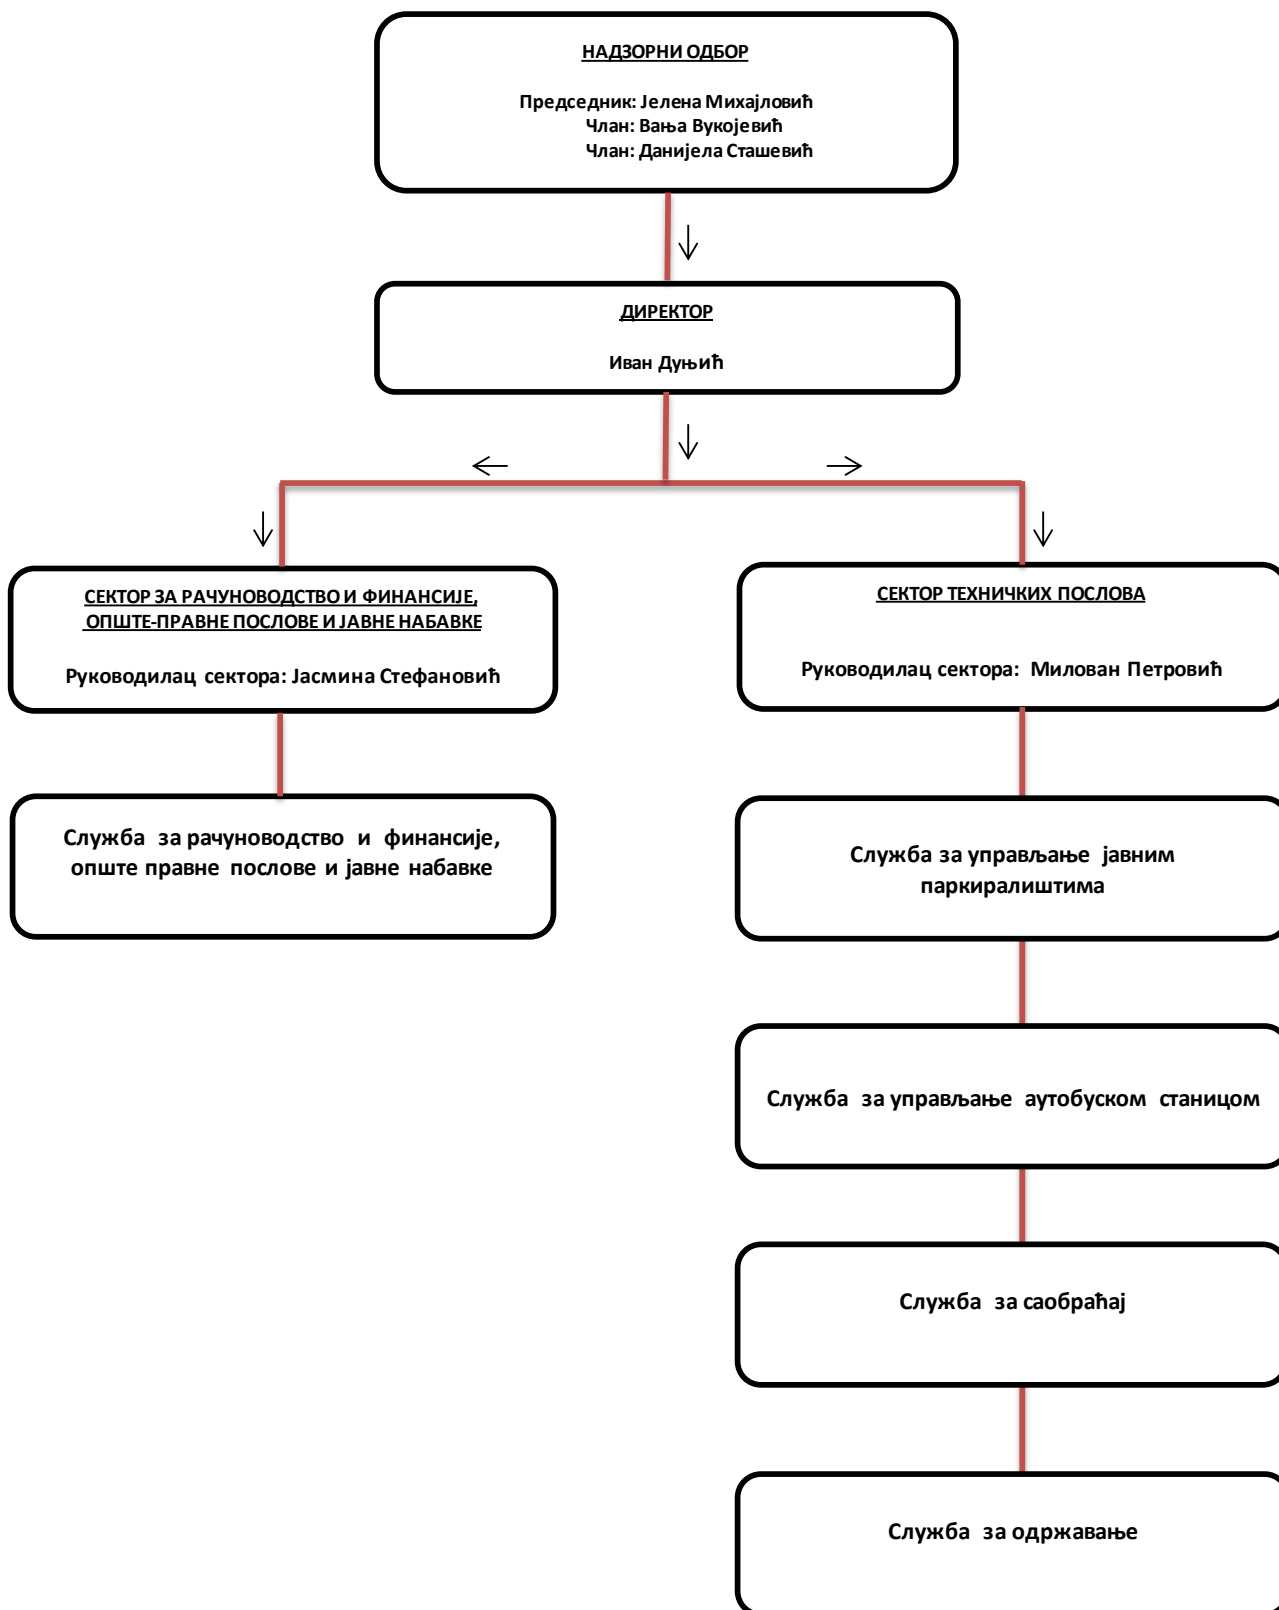 НАДЗОРНИ ОДБОР
Председник: Јелена Михајловић
Члан: Вања Вукојевић
Члан: Данијела Сташевић
ДИРЕКТОР
Иван Дуњић
СЕКТОР ЗА РАЧУНОВОДСТВО И ФИНАНСИЈЕ,
ОПШТЕ-ПРАВНЕ ПОСЛОВЕ И ЈАВНЕ НАБАВКЕ
Руководилац сектора: Јасмина Стефановић
СЕКТОР ТЕХНИЧКИХ ПОСЛОВА
Руководилац сектора: Милован Петровић
Служба за рачуноводство и финансије,
опште правне послове и јавне набавке
Служба за управљање јавним
паркиралиштима
Служба за управљање аутобуском станицом
Служба за саобраћај
Служба за одржавање